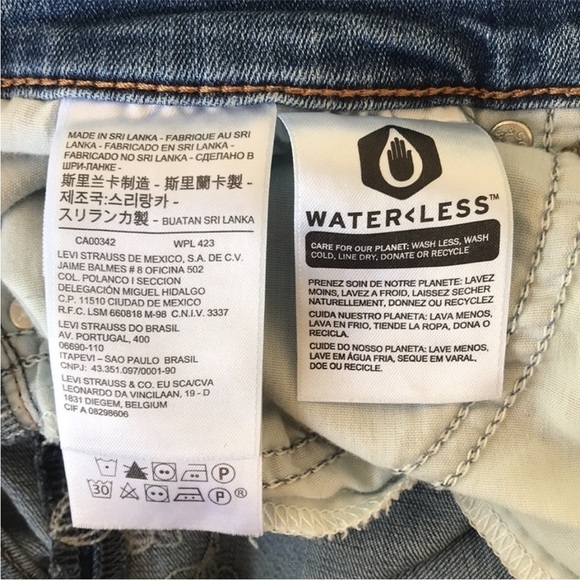 MADE IN SRI LANKA - FABRIQUE AU SRI
LANKA - FABRICADO EN SRI LANKA -
FABRICADO NO SRI LANKA - СДЕЛАНО В
ШРИ-ЛАНКЕ -
斯里兰卡制造 - 斯里蘭卡製 -
제조국:스리랑카 -
スリランカ製 - BUATAN SRI LANKA
CA00342 WPL 423
LEVI STRAUSS DE MEXICO, S.A. DE C.V.
JAIME BALMES # 8 OFICINA 502
COL. POLANCO I SECCION
DELEGACIÓN MIGUEL HIDALGO
C.P. 11510 CIUDAD DE MEXICO
R.F.C. LSM 660818 M-98 C.N.I.V. 3337
LEVI STRAUSS DO BRASIL
AV. PORTUGAL, 400
06690-110
ITAPEVI – SAO PAULO BRASIL
CNPJ: 43.351.097/0001-90
LEVI STRAUSS & CO. EU SCA/CVA
LEONARDO DA VINCILAAN, 19 - D
1831 DIEGEM, BELGIUM
CIF A 08298606
P
30 P ®
WATER<LESS™
CARE FOR OUR PLANET: WASH LESS, WASH
COLD, LINE DRY, DONATE OR RECYCLE
PRENEZ SOIN DE NOTRE PLANETE: LAVEZ
MOINS, LAVEZ A FROID, LAISSEZ SECHER
NATURELLEMENT, DONNEZ OU RECYCLEZ
CUIDA NUESTRO PLANETA: LAVA MENOS,
LAVA EN FRIO, TIENDE LA ROPA, DONA O
RECICLA.
CUIDE DO NOSSO PLANETA: LAVE MENOS,
LAVE EM ÁGUA FRIA, SEQUE EM VARAL,
DOE OU RECICLE.